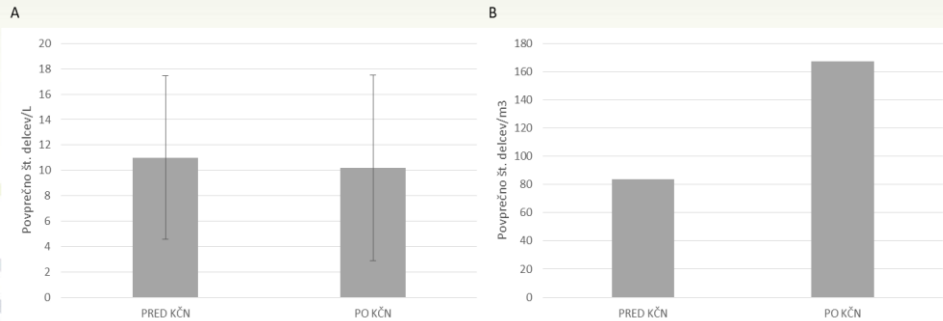 A
Povprečno št. delcev/L
20
18
16
14
12
10
8
6
4
2
0
PRED KČN
PO KČN
B
Povprečno št. delcev/m3
180
160
140
120
100
80
60
40
20
0
PRED KČN
PO KČN